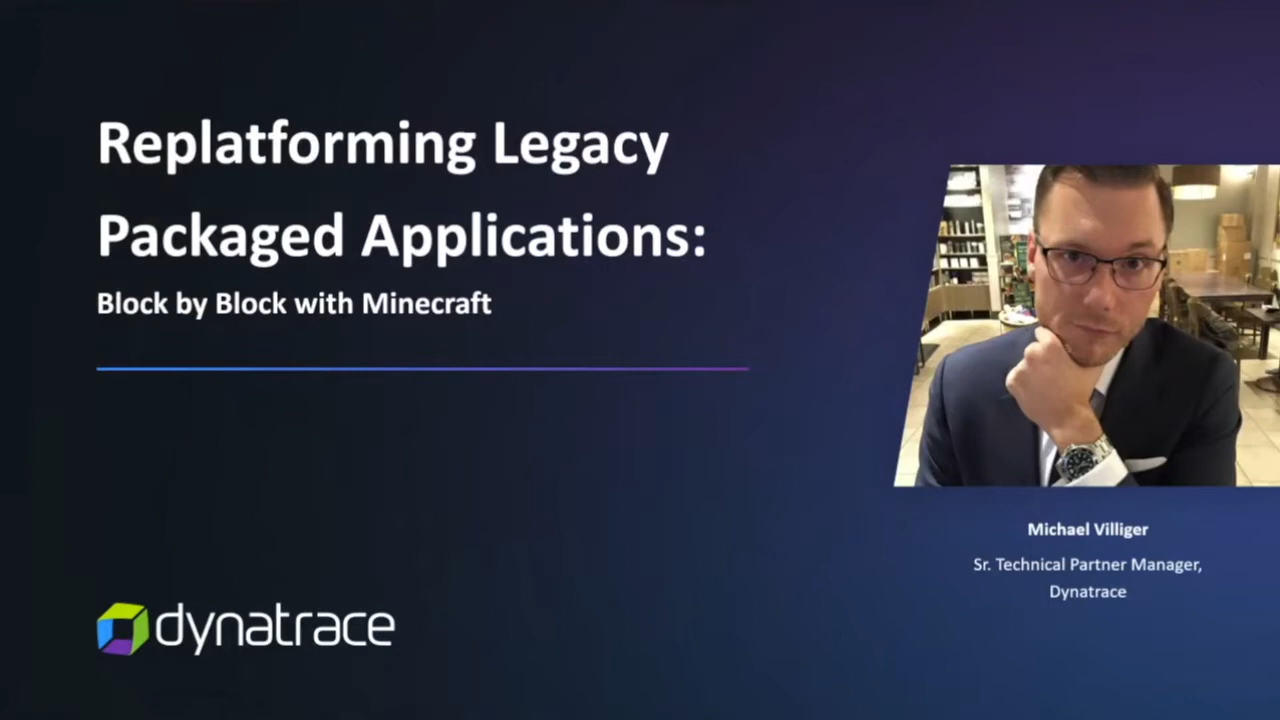 Replatforming Legacy
Packaged Applications:
Block by Block with Minecraft
Michael Villiger
Sr. Technical Partner Manager,
Dynatrace
dynatrace